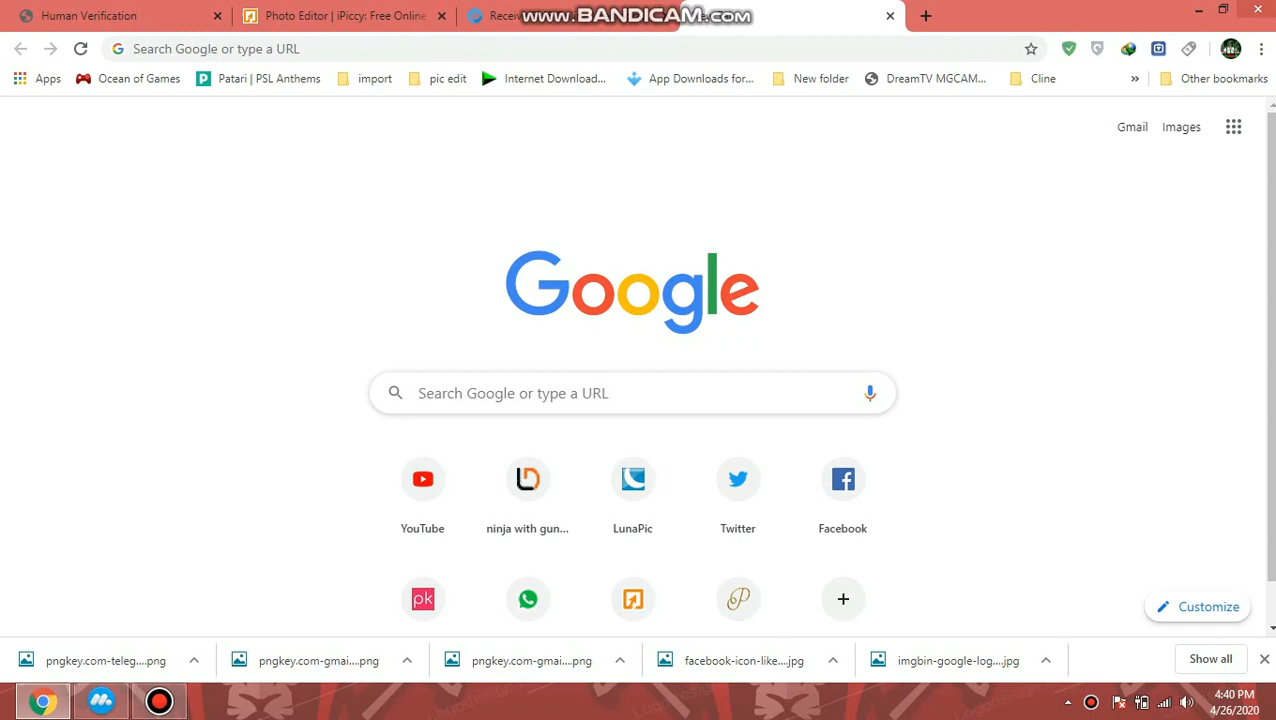 Human Verification
Photo Editor | iPiccy: Free Online
Recei
www.BANDICAM.com
Search Google or type a URL
Apps
Ocean of Games
Patari | PSL Anthems
import
pic edit
Internet Download...
App Downloads for...
New folder
DreamTV MGCAM...
Cline
»
Other bookmarks
Gmail
Images
Google
Search Google or type a URL
YouTube
ninja with gun...
LunaPic
Twitter
Facebook
pk
Customize
pngkey.com-teleg....png
pngkey.com-gmai....png
pngkey.com-gmai....png
facebook-icon-like...jpg
imgbin-google-log....jpg
Show all
4:40 PM
4/26/2020